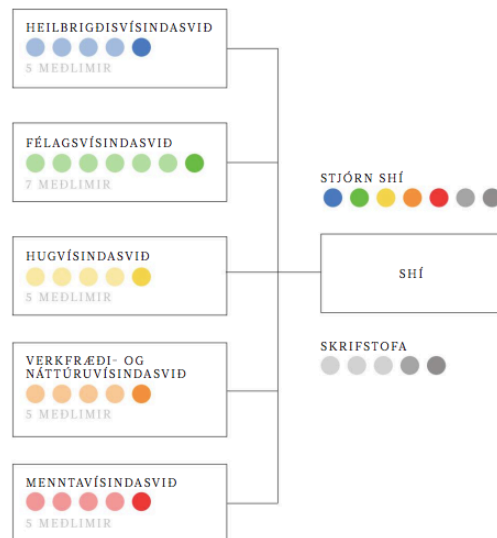 HEILBRIGÐISVÍSINDASVIÐ
5 MEÐLIMIR
FÉLAGSVÍSINDASVIÐ
7 MEÐLIMIR
HUGVÍSINDASVIÐ
5 MEÐLIMIR
VERKFRÆÐI- OG
NÁTTÚRUVÍSINDASVIÐ
5 MEÐLIMIR
MENNTAVÍSINDASVIÐ
5 MEÐLIMIR
STJÓRN SHÍ
SHÍ
SKRIFSTOFA